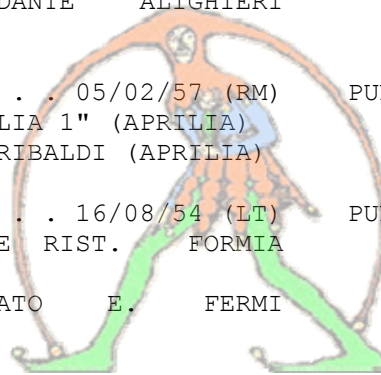 DANTE ALIGHIERI
. . 05/02/57 (RM) PU
LIA 1" (APRILIA)
RIBALDI (APRILIA)
. . 16/08/54 (LT) PU
E RIST. FORMIA
ATO E. FERMI